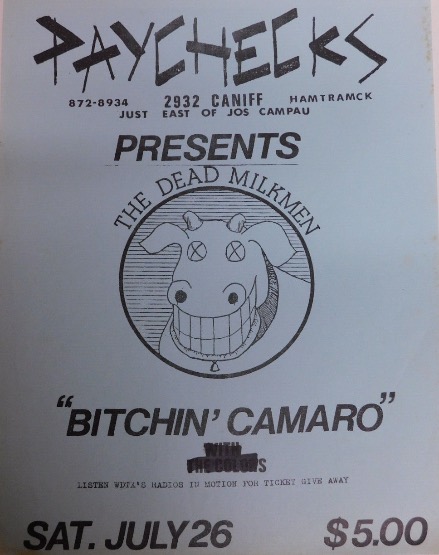 PAYCHECKS
872-8934 2932 CANIFF HAMTRAMCK
JUST EAST OF JOS CAMPAU
PRESENTS
THE DEAD MILKMEN
"BITCHIN' CAMARO"
WITH
THE COLORS
LISTEN WDTX'S RADIOS IN MOTION FOR TICKET GIVE AWAY
SAT. JULY 26 $5.00